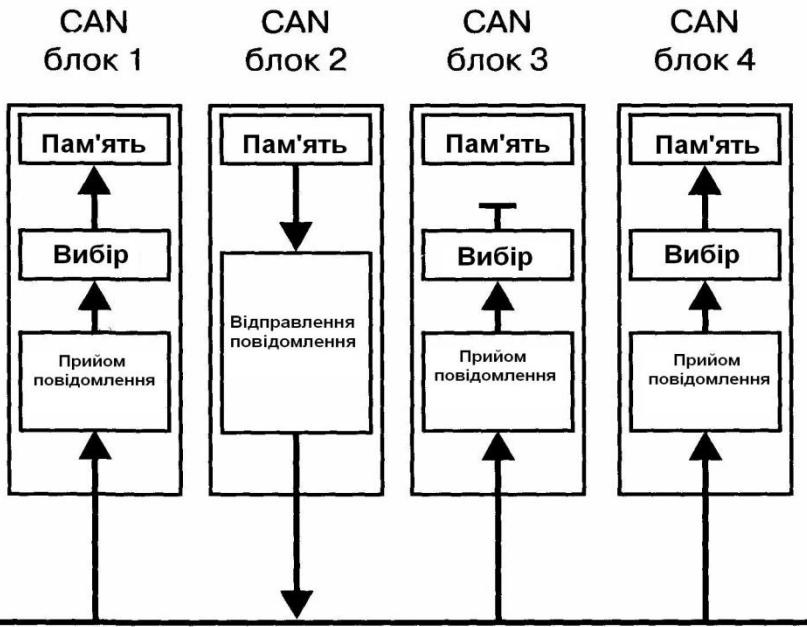 CAN
блок 1
CAN
блок 2
CAN
блок 3
CAN
блок 4
Пам'ять
Пам'ять
Пам'ять
Пам'ять
Вибір
Вибір
Вибір
Відправлення
повідомлення
Прийом
повідомлення
Прийом
повідомлення
Прийом
повідомлення